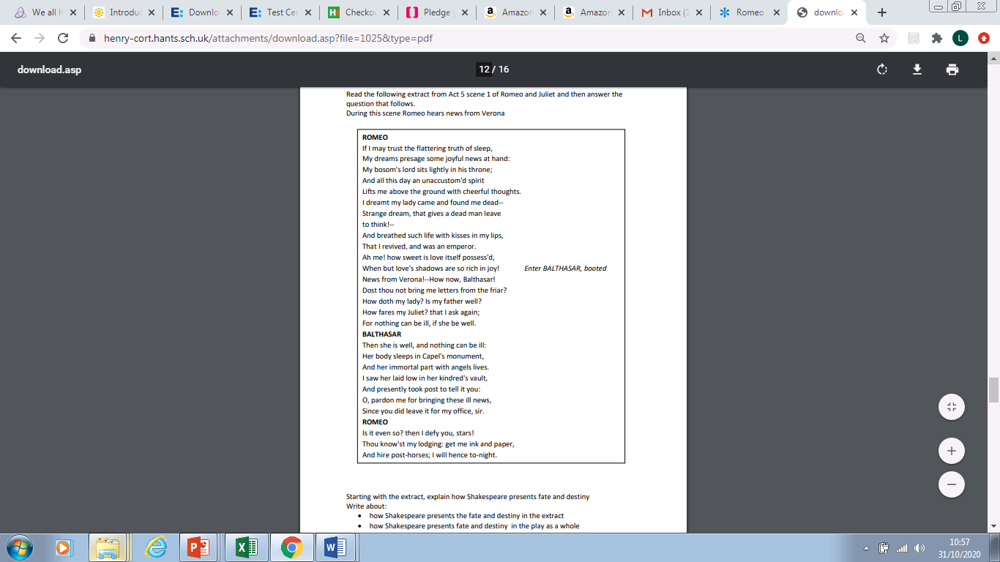 We all h
Introduc
Downlo
Test Cer
Checkou
Pledge
Amazon
Amazon
Inbox (1
Romeo
downlo
henry-cort.hants.sch.uk/attachments/download.asp?file=1025&type=pdf
L
download.asp
12 / 16
Read the following extract from Act 5 scene 1 of Romeo and Juliet and then answer the
question that follows.
During this scene Romeo hears news from Verona
ROMEO
If I may trust the flattering truth of sleep,
My dreams presage some joyful news at hand:
My bosom's lord sits lightly in his throne;
And all this day an unaccustom'd spirit
Lifts me above the ground with cheerful thoughts.
I dreamt my lady came and found me dead--
Strange dream, that gives a dead man leave
to think!--
And breathed such life with kisses in my lips,
That I revived, and was an emperor.
Ah me! how sweet is love itself possess'd,
When but love's shadows are so rich in joy! Enter BALTHASAR, booted
News from Verona!--How now, Balthasar!
Dost thou not bring me letters from the friar?
How doth my lady? Is my father well?
How fares my Juliet? that I ask again;
For nothing can be ill, if she be well.
BALTHASAR
Then she is well, and nothing can be ill:
Her body sleeps in Capel's monument,
And her immortal part with angels lives.
I saw her laid low in her kindred's vault,
And presently took post to tell it you:
O, pardon me for bringing these ill news,
Since you did leave it for my office, sir.
ROMEO
Is it even so? then I defy you, stars!
Thou know'st my lodging: get me ink and paper,
And hire post-horses; I will hence to-night.
Starting with the extract, explain how Shakespeare presents fate and destiny
Write about:
• how Shakespeare presents the fate and destiny in the extract
• how Shakespeare presents fate and destiny in the play as a whole
10:57
31/10/2020